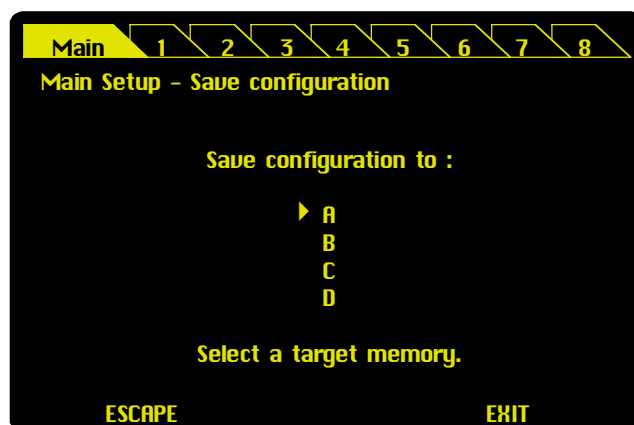 Main 1 2 3 4 5 6 7 8
Main Setup - Save configuration
Save configuration to :
A
B
C
D
Select a target memory.
ESCAPE EXIT